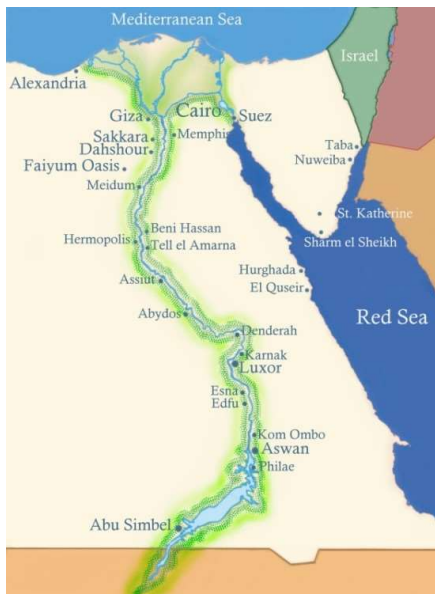 Mediterranean Sea
Israel
Alexandria
Giza
Cairo
Suez
Sakkara
Memphis
Dahshour
Taba
Nuweiba
Faiyum Oasis
Meidum
St. Katherine
Beni Hassan
Hermopolis
Tell el Amarna
Sharm el Sheikh
Hurghada
Assiut
El Quseir
Abydos
Red Sea
Denderah
Karnak
Luxor
Esna
Edfu
Kom Ombo
Aswan
Philae
Abu Simbel